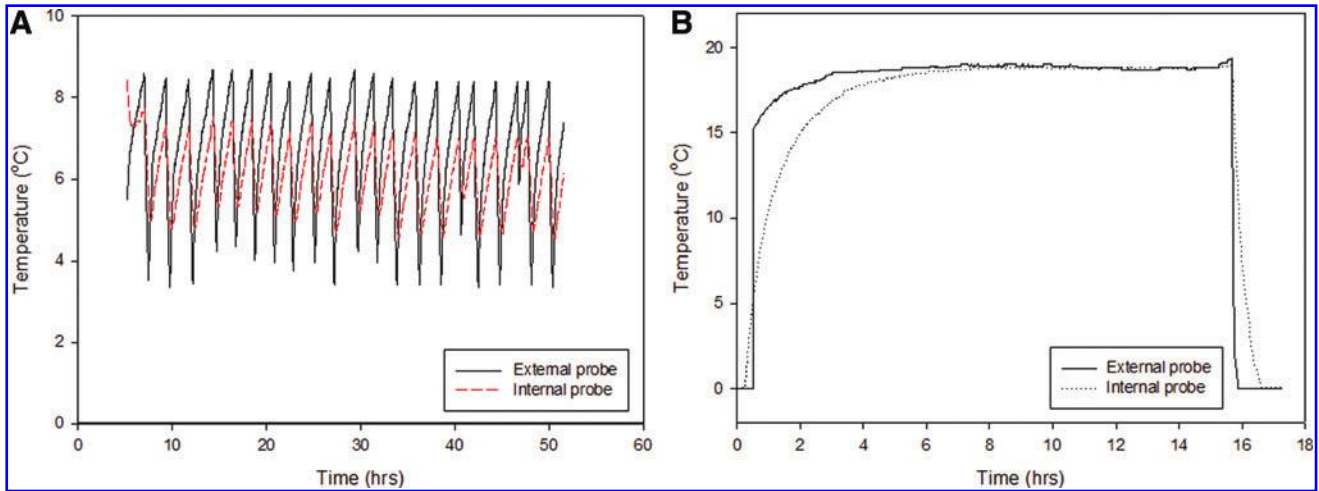 A
10
8
6
4
2
0
Temperature (°C)
0 10 20 30 40 50 60
Time (hrs)
External probe
Internal probe
B
20
15
10
5
0
Temperature (°C)
0 2 4 6 8 10 12 14 16 18
Time (hrs)
External probe
Internal probe